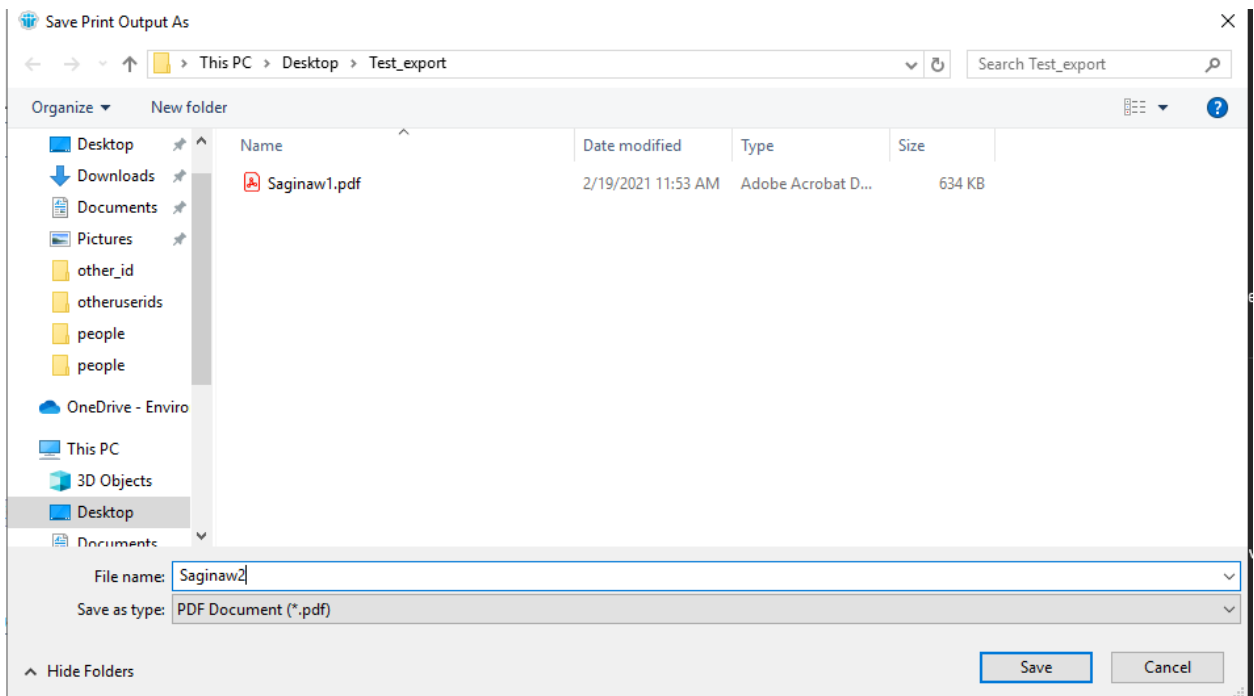 Save Print Output As
This PC > Desktop > Test_export
Search Test_export
Organize
New folder
Name Date modified Type Size
Saginaw1.pdf 2/19/2021 11:53 AM Adobe Acrobat D... 634 KB
Desktop
Downloads
Documents
Pictures
other_id
otheruserids
people
people
OneDrive - Enviro
This PC
3D Objects
Desktop
Documents
File name: Saginaw2
Save as type: PDF Document (*.pdf)
Hide Folders
Save
Cancel